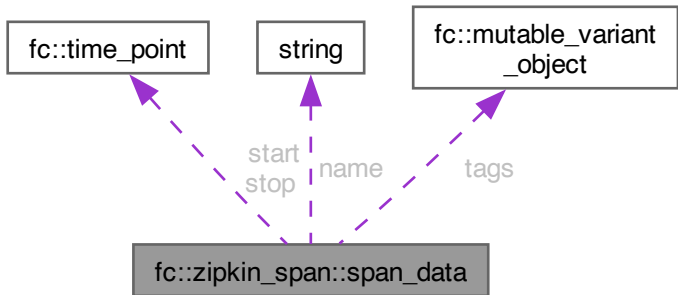 fc::time_point
string
fc::mutable_variant
_object
start
stop
name
tags
fc::zipkin_span::span_data